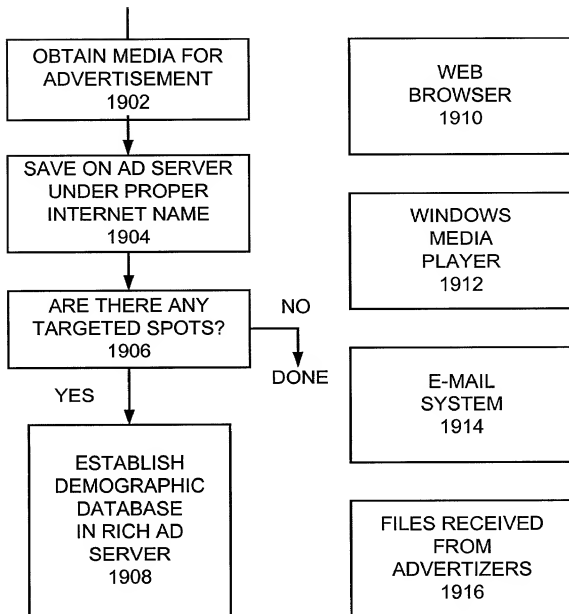 OBTAIN MEDIA FOR
ADVERTISEMENT
1902
SAVE ON AD SERVER
UNDER PROPER
INTERNET NAME
1904
ARE THERE ANY
TARGETED SPOTS?
1906
NO
DONE
YES
ESTABLISH
DEMOGRAPHIC
DATABASE
IN RICH AD
SERVER
1908
WEB
BROWSER
1910
WINDOWS
MEDIA
PLAYER
1912
E-MAIL
SYSTEM
1914
FILES RECEIVED
FROM
ADVERTIZERS
1916